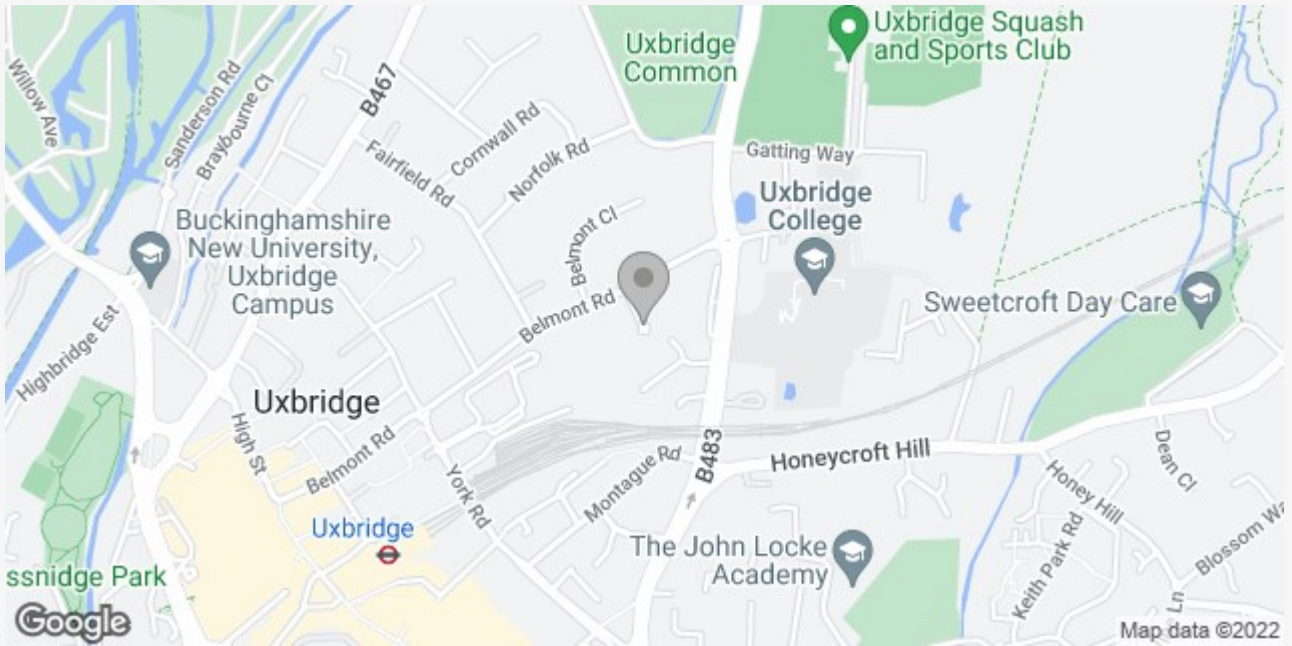 Uxbridge Squash
and Sports Club
Uxbridge
Common
Willow Ave
Sanderson Rd
Braybourne Cl
B467
Cornwall Rd
Fairfield Rd
Norfolk Rd
Gatting Way
Uxbridge
College
Buckinghamshire
New University,
Uxbridge
Campus
Belmont Cl
Belmont Rd
Sweetcroft Day Care
Highbridge Est
Uxbridge
High St
Belmont Rd
York Rd
Montague Rd
B483
Honeycroft Hill
Dean Cl
Honey Hill
Uxbridge
The John Locke
Academy
Keith Park Rd
Blossom Wa
ssnidge Park
Ln
Google
Map data ©2022